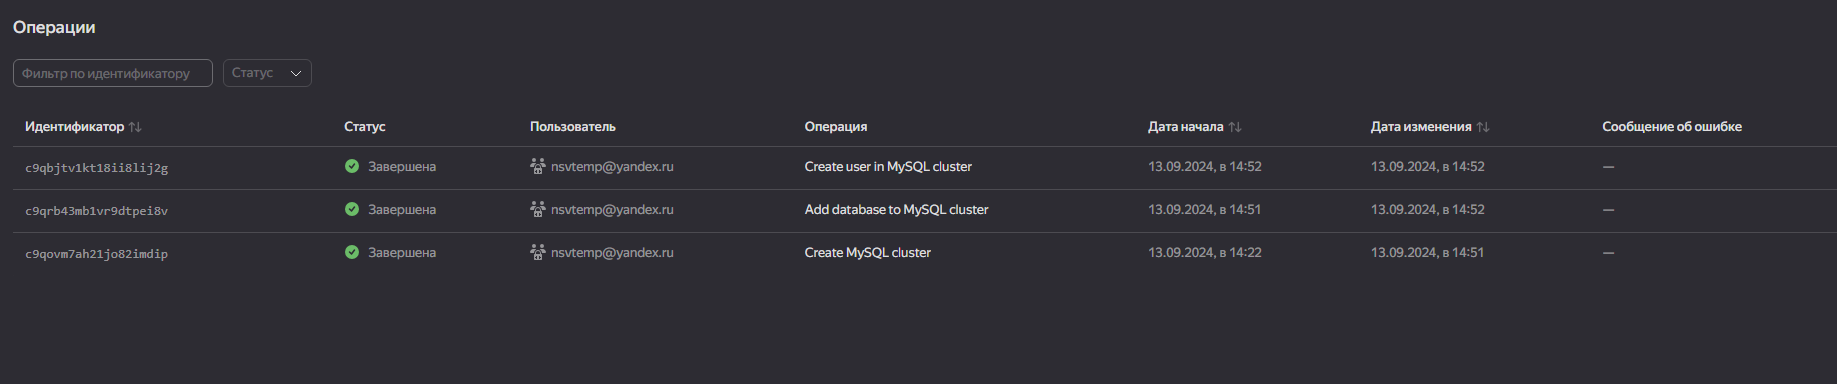 Операции
Фильтр по идентификатору Статус
Идентификатор Статус Пользователь Операция Дата начала Дата изменения Сообщение об ошибке
c9qbjtv1kt18ii8lij2g Завершена nsvtemp@yandex.ru Create user in MySQL cluster 13.09.2024, в 14:52 13.09.2024, в 14:52 —
c9qrb43mb1vr9dtpei8v Завершена nsvtemp@yandex.ru Add database to MySQL cluster 13.09.2024, в 14:51 13.09.2024, в 14:52 —
c9qovm7ah21jo82imdip Завершена nsvtemp@yandex.ru Create MySQL cluster 13.09.2024, в 14:22 13.09.2024, в 14:51 —